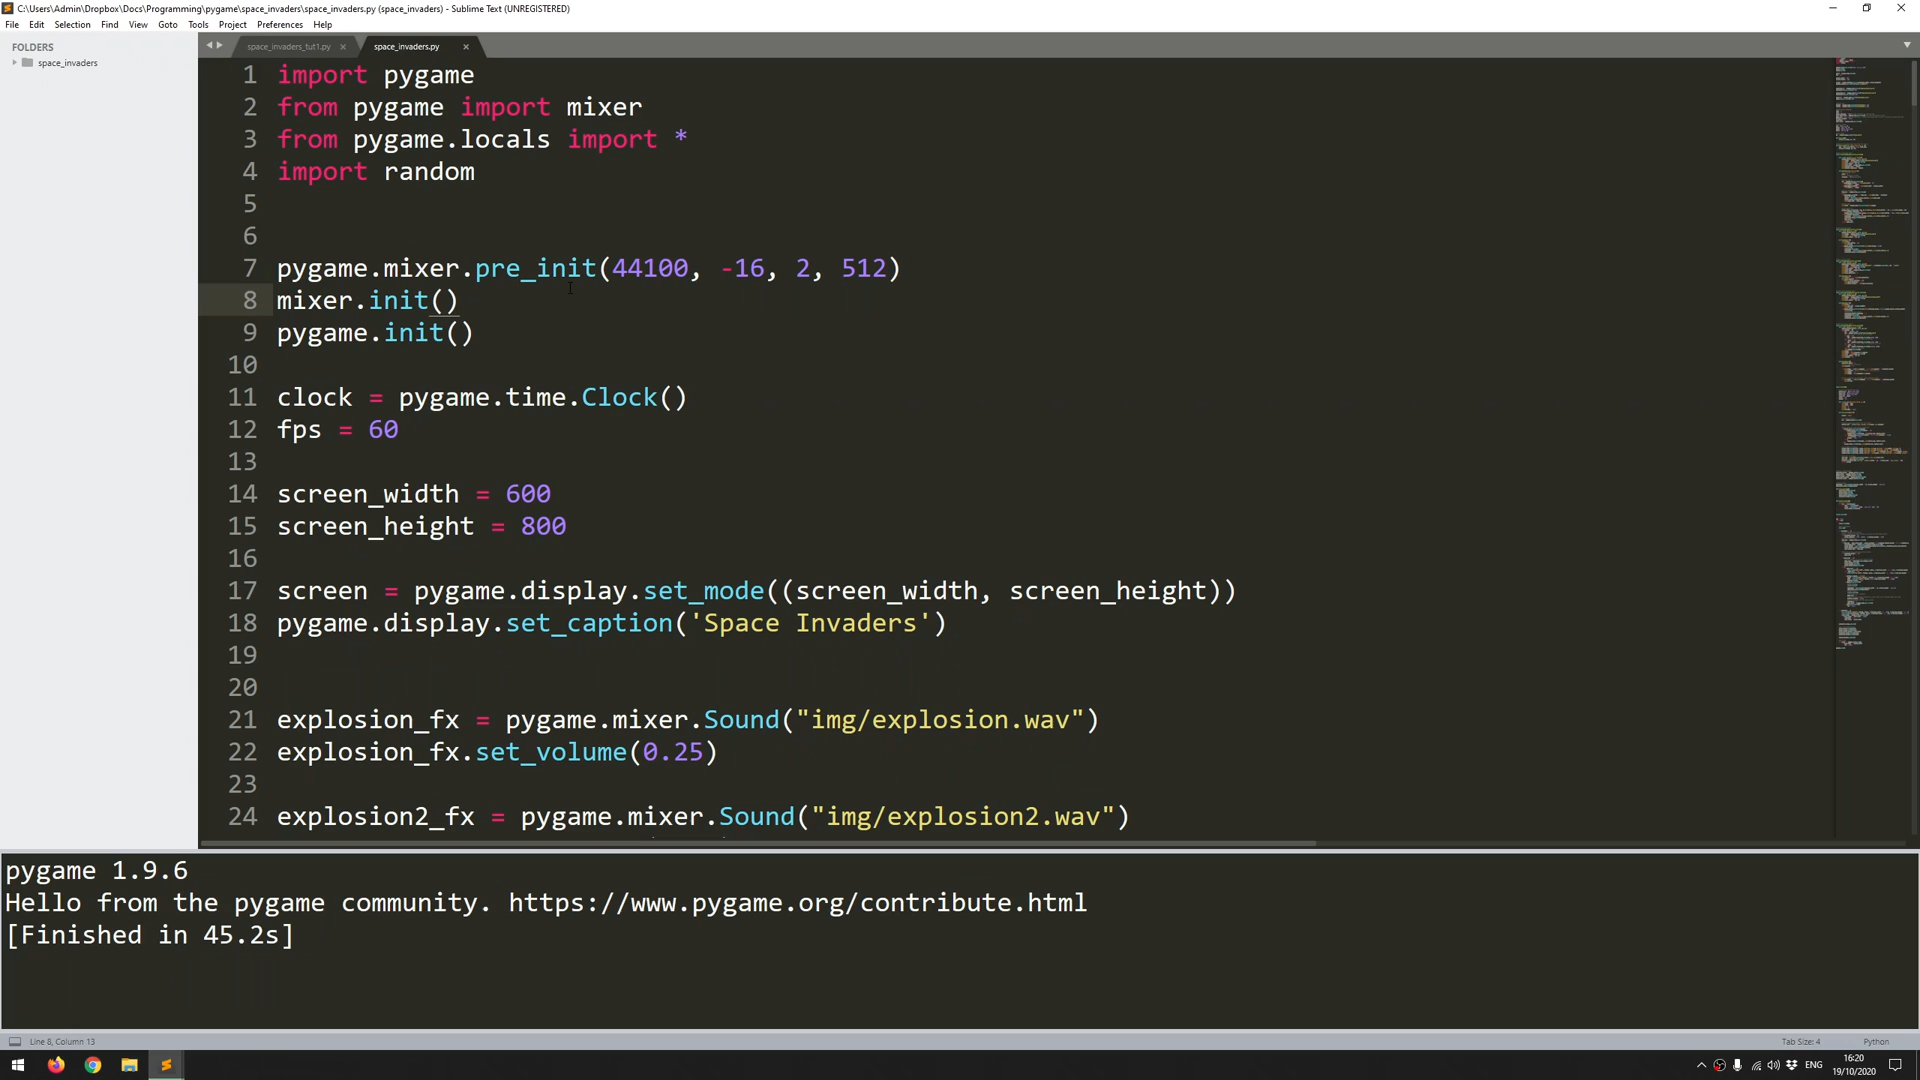 C:\Users\Admin\Dropbox\Docs\Programming\pygame\space_invaders\space_invaders.py (space_invaders) - Sublime Text (UNREGISTERED)
File Edit Selection Find View Goto Tools Project Preferences Help
FOLDERS
space_invaders
space_invaders_tut1.py
space_invaders.py
1 import pygame
2 from pygame import mixer
3 from pygame.locals import *
4 import random
5
6
7 pygame.mixer.pre_init(44100, -16, 2, 512)
8 mixer.init()
9 pygame.init()
10
11 clock = pygame.time.Clock()
12 fps = 60
13
14 screen_width = 600
15 screen_height = 800
16
17 screen = pygame.display.set_mode((screen_width, screen_height))
18 pygame.display.set_caption('Space Invaders')
19
20
21 explosion_fx = pygame.mixer.Sound("img/explosion.wav")
22 explosion_fx.set_volume(0.25)
23
24 explosion2_fx = pygame.mixer.Sound("img/explosion2.wav")
pygame 1.9.6
Hello from the pygame community. https://www.pygame.org/contribute.html
[Finished in 45.2s]
Line 8, Column 13
Tab Size: 4 Python
ENG
16:20
19/10/2020